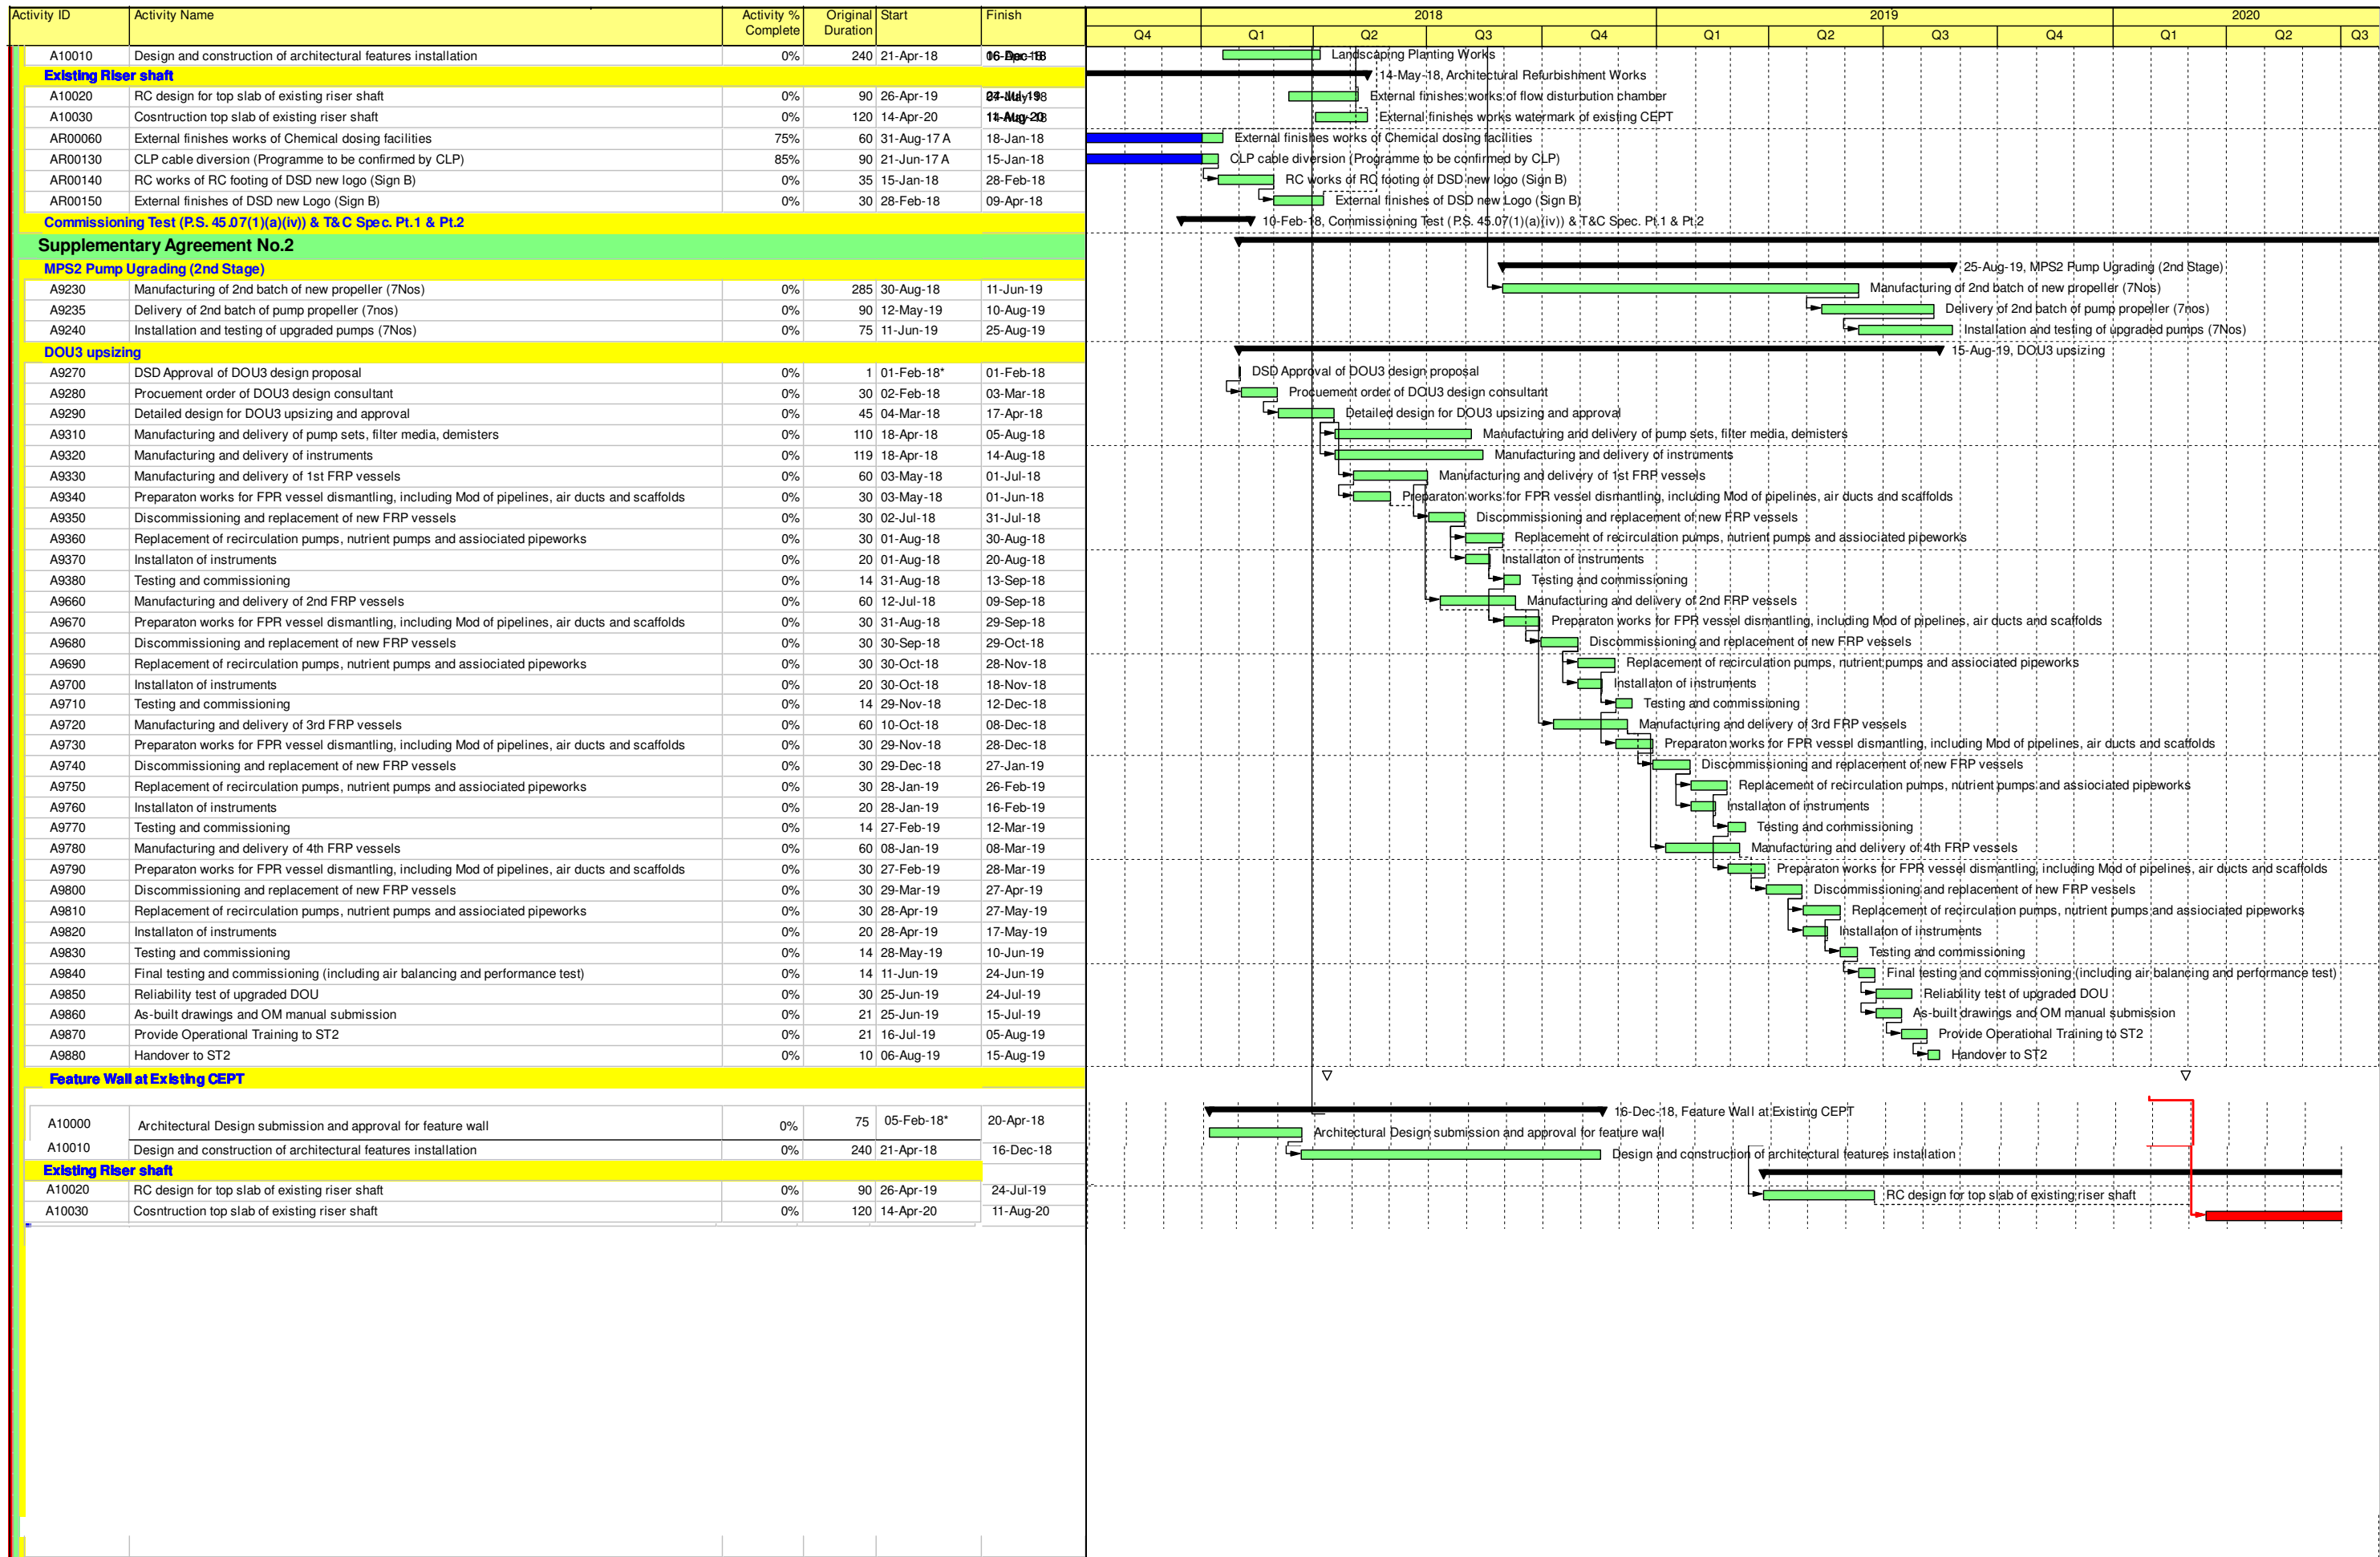 Activity ID Activity Name Activity % Complete Original Duration Start Finish
2018 2019 2020
Q4 Q1 Q2 Q3 Q4 Q1 Q2 Q3 Q4 Q1 Q2 Q3
A10010 Design and construction of architectural features installation 0% 240 21-Apr-18 Landscaping Planting Works
Existing Riser shaft 14-May-18, Architectural Refurbishment Works
A10020 RC design for top slab of existing riser shaft 0% 90 26-Apr-19 External finishes works of flow disturbution chamber
A10030 Cosntruction top slab of existing riser shaft 0% 120 14-Apr-20 External finishes works watermark of existing CEPT
AR00060 External finishes works of Chemical dosing facilities 75% 60 31-Aug-17 A 18-Jan-18 External finishes works of Chemical dosing facilities
AR00130 CLP cable diversion (Programme to be confirmed by CLP) 85% 90 21-Jun-17 A 15-Jan-18 CLP cable diversion (Programme to be confirmed by CLP)
AR00140 RC works of RC footing of DSD new logo (Sign B) 0% 35 15-Jan-18 28-Feb-18 RC works of RC footing of DSD new logo (Sign B)
AR00150 External finishes of DSD new Logo (Sign B) 0% 30 28-Feb-18 09-Apr-18 External finishes of DSD new Logo (Sign B)
Commissioning Test (P.S. 45.07(1)(a)(iv)) & T&C Spec. Pt.1 & Pt.2 10-Feb-18, Commissioning Test (P.S. 45.07(1)(a)(iv)) & T&C Spec. Pt.1 & Pt.2
Supplementary Agreement No.2
MPS2 Pump Ugrading (2nd Stage) 25-Aug-19, MPS2 Pump Ugrading (2nd Stage)
A9230 Manufacturing of 2nd batch of new propeller (7Nos) 0% 285 30-Aug-18 11-Jun-19 Manufacturing of 2nd batch of new propeller (7Nos)
A9235 Delivery of 2nd batch of pump propeller (7nos) 0% 90 12-May-19 10-Aug-19 Delivery of 2nd batch of pump propeller (7nos)
A9240 Installation and testing of upgraded pumps (7Nos) 0% 75 11-Jun-19 25-Aug-19 Installation and testing of upgraded pumps (7Nos)
DOU3 upsizing 15-Aug-19, DOU3 upsizing
A9270 DSD Approval of DOU3 design proposal 0% 1 01-Feb-18* 01-Feb-18 DSD Approval of DOU3 design proposal
A9280 Procuement order of DOU3 design consultant 0% 30 02-Feb-18 03-Mar-18 Procuement order of DOU3 design consultant
A9290 Detailed design for DOU3 upsizing and approval 0% 45 04-Mar-18 17-Apr-18 Detailed design for DOU3 upsizing and approval
A9310 Manufacturing and delivery of pump sets, filter media, demisters 0% 110 18-Apr-18 05-Aug-18 Manufacturing and delivery of pump sets, filter media, demisters
A9320 Manufacturing and delivery of instruments 0% 119 18-Apr-18 14-Aug-18 Manufacturing and delivery of instruments
A9330 Manufacturing and delivery of 1st FRP vessels 0% 60 03-May-18 01-Jul-18 Manufacturing and delivery of 1st FRP vessels
A9340 Preparaton works for FPR vessel dismantling, including Mod of pipelines, air ducts and scaffolds 0% 30 03-May-18 01-Jun-18 Preparaton works for FPR vessel dismantling, including Mod of pipelines, air ducts and scaffolds
A9350 Discommissioning and replacement of new FRP vessels 0% 30 02-Jul-18 31-Jul-18 Discommissioning and replacement of new FRP vessels
A9360 Replacement of recirculation pumps, nutrient pumps and assiociated pipeworks 0% 30 01-Aug-18 30-Aug-18 Replacement of recirculation pumps, nutrient pumps and assiociated pipeworks
A9370 Installaton of instruments 0% 20 01-Aug-18 20-Aug-18 Installaton of instruments
A9380 Testing and commissioning 0% 14 31-Aug-18 13-Sep-18 Testing and commissioning
A9660 Manufacturing and delivery of 2nd FRP vessels 0% 60 12-Jul-18 09-Sep-18 Manufacturing and delivery of 2nd FRP vessels
A9670 Preparaton works for FPR vessel dismantling, including Mod of pipelines, air ducts and scaffolds 0% 30 31-Aug-18 29-Sep-18 Preparaton works for FPR vessel dismantling, including Mod of pipelines, air ducts and scaffolds
A9680 Discommissioning and replacement of new FRP vessels 0% 30 30-Sep-18 29-Oct-18 Discommissioning and replacement of new FRP vessels
A9690 Replacement of recirculation pumps, nutrient pumps and assiociated pipeworks 0% 30 30-Oct-18 28-Nov-18 Replacement of recirculation pumps, nutrient pumps and assiociated pipeworks
A9700 Installaton of instruments 0% 20 30-Oct-18 18-Nov-18 Installaton of instruments
A9710 Testing and commissioning 0% 14 29-Nov-18 12-Dec-18 Testing and commissioning
A9720 Manufacturing and delivery of 3rd FRP vessels 0% 60 10-Oct-18 08-Dec-18 Manufacturing and delivery of 3rd FRP vessels
A9730 Preparaton works for FPR vessel dismantling, including Mod of pipelines, air ducts and scaffolds 0% 30 29-Nov-18 28-Dec-18 Preparaton works for FPR vessel dismantling, including Mod of pipelines, air ducts and scaffolds
A9740 Discommissioning and replacement of new FRP vessels 0% 30 29-Dec-18 27-Jan-19 Discommissioning and replacement of new FRP vessels
A9750 Replacement of recirculation pumps, nutrient pumps and assiociated pipeworks 0% 30 28-Jan-19 26-Feb-19 Replacement of recirculation pumps, nutrient pumps and assiociated pipeworks
A9760 Installaton of instruments 0% 20 28-Jan-19 16-Feb-19 Installaton of instruments
A9770 Testing and commissioning 0% 14 27-Feb-19 12-Mar-19 Testing and commissioning
A9780 Manufacturing and delivery of 4th FRP vessels 0% 60 08-Jan-19 08-Mar-19 Manufacturing and delivery of 4th FRP vessels
A9790 Preparaton works for FPR vessel dismantling, including Mod of pipelines, air ducts and scaffolds 0% 30 27-Feb-19 28-Mar-19 Preparaton works for FPR vessel dismantling, including Mod of pipelines, air ducts and scaffolds
A9800 Discommissioning and replacement of new FRP vessels 0% 30 29-Mar-19 27-Apr-19 Discommissioning and replacement of new FRP vessels
A9810 Replacement of recirculation pumps, nutrient pumps and assiociated pipeworks 0% 30 28-Apr-19 27-May-19 Replacement of recirculation pumps, nutrient pumps and assiociated pipeworks
A9820 Installaton of instruments 0% 20 28-Apr-19 17-May-19 Installaton of instruments
A9830 Testing and commissioning 0% 14 28-May-19 10-Jun-19 Testing and commissioning
A9840 Final testing and commissioning (including air balancing and performance test) 0% 14 11-Jun-19 24-Jun-19 Final testing and commissioning (including air balancing and performance test)
A9850 Reliability test of upgraded DOU 0% 30 25-Jun-19 24-Jul-19 Reliability test of upgraded DOU
A9860 As-built drawings and OM manual submission 0% 21 25-Jun-19 15-Jul-19 As-built drawings and OM manual submission
A9870 Provide Operational Training to ST2 0% 21 16-Jul-19 05-Aug-19 Provide Operational Training to ST2
A9880 Handover to ST2 0% 10 06-Aug-19 15-Aug-19 Handover to ST2
Feature Wall at Existing CEPT
16-Dec-18, Feature Wall at Existing CEPT
A10000 Architectural Design submission and approval for feature wall 0% 75 05-Feb-18* 20-Apr-18 Architectural Design submission and approval for feature wall
A10010 Design and construction of architectural features installation 0% 240 21-Apr-18 16-Dec-18 Design and construction of architectural features installation
Existing Riser shaft
A10020 RC design for top slab of existing riser shaft 0% 90 26-Apr-19 24-Jul-19 RC design for top slab of existing riser shaft
A10030 Cosntruction top slab of existing riser shaft 0% 120 14-Apr-20 11-Aug-20